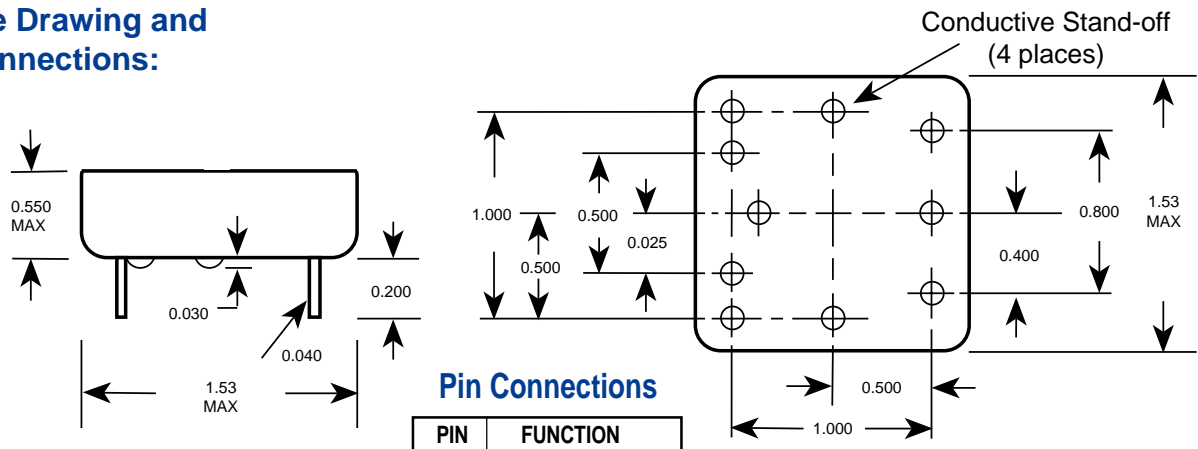 e Drawing and
nnections:
Conductive Stand-off
(4 places)
0.550
MAX
0.030
0.200
0.040
1.53
MAX
1.000
0.500
0.500
0.025
0.800
1.53
MAX
0.400
0.500
1.000
Pin Connections
PIN FUNCTION